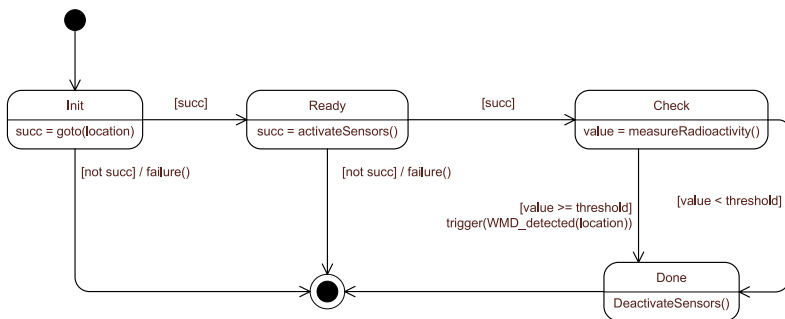 Init
succ = goto(location)
[succ]
Ready
succ = activateSensors()
[succ]
Check
value = measureRadioactivity()
[not succ] / failure()
[not succ] / failure()
[value >= threshold]
trigger(WMD_detected(location))
[value < threshold]
Done
DeactivateSensors()